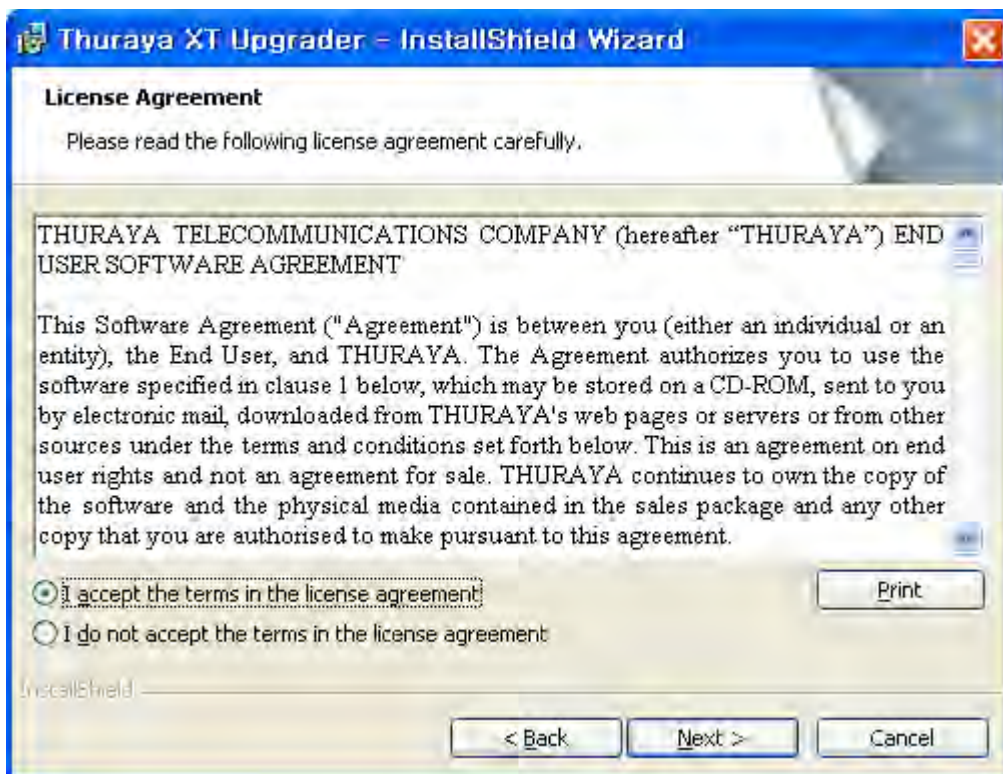 Thuraya XT Upgrader - InstallShield Wizard
License Agreement
Please read the following license agreement carefully.
THURAYA TELECOMMUNICATIONS COMPANY (hereafter “THURAYA”) END
USER SOFTWARE AGREEMENT
This Software Agreement ("Agreement") is between you (either an individual or an
entity), the End User, and THURAYA. The Agreement authorizes you to use the
software specified in clause 1 below, which may be stored on a CD-ROM, sent to you
by electronic mail, downloaded from THURAYA's web pages or servers or from other
sources under the terms and conditions set forth below. This is an agreement on end
user rights and not an agreement for sale. THURAYA continues to own the copy of
the software and the physical media contained in the sales package and any other
copy that you are authorised to make pursuant to this agreement.
I accept the terms in the license agreement
Print
I do not accept the terms in the license agreement
InstallShield
< Back
Next >
Cancel